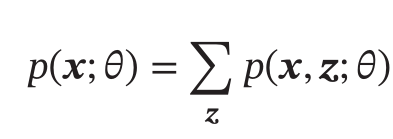 p(x; θ) = ∑_z p(x, z; θ)